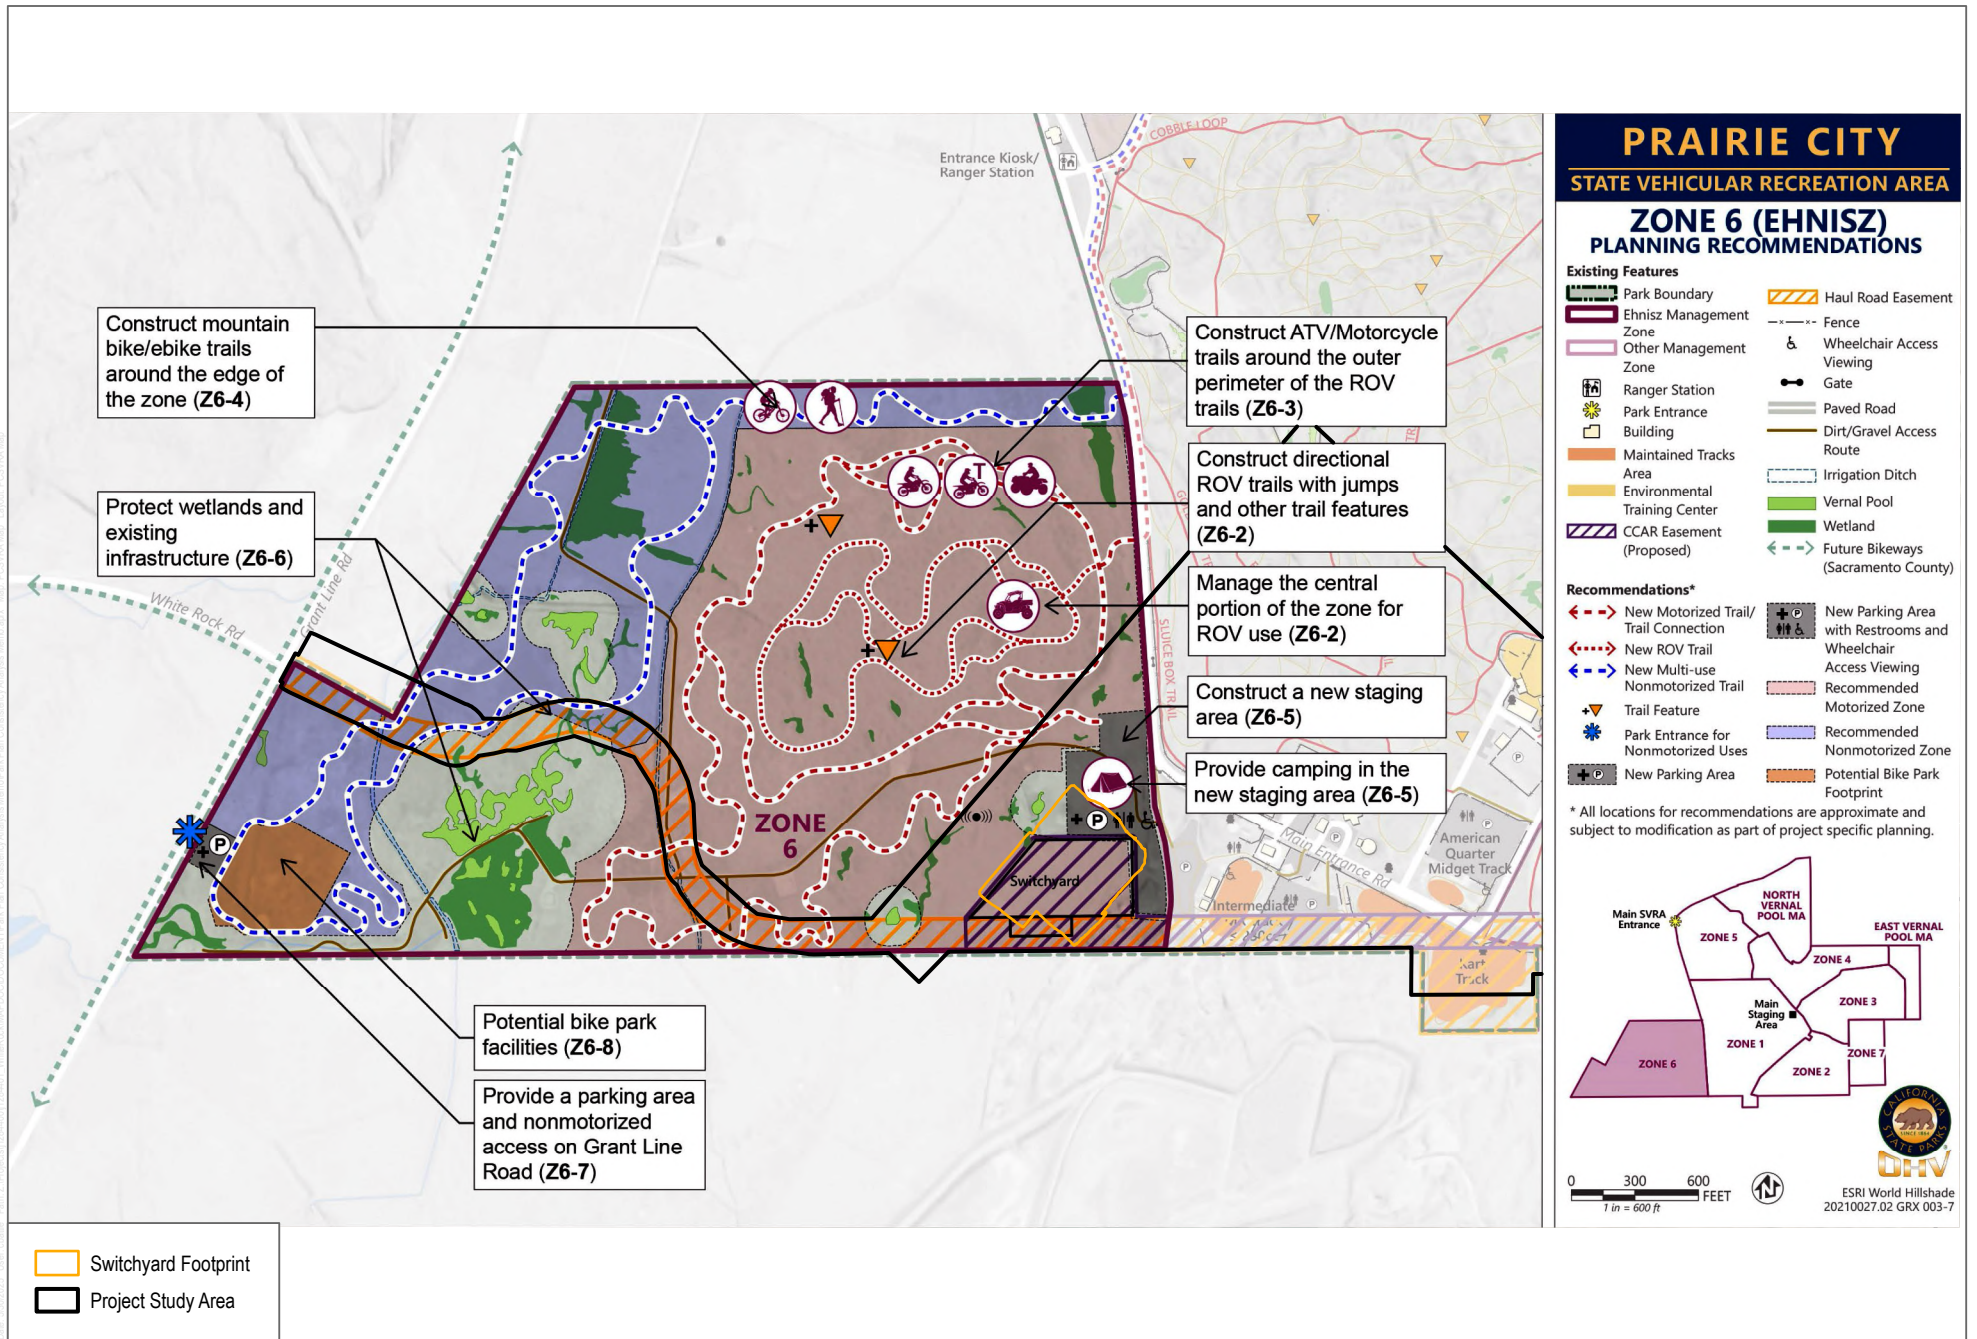 PRAIRIE CITY
STATE VEHICULAR RECREATION AREA
ZONE 6 (EHNISZ)
PLANNING RECOMMENDATIONS
Existing Features
Park Boundary
Ehnisz Management
Zone
Other Management
Zone
Ranger Station
Park Entrance
Building
Maintained Tracks
Area
Environmental
Training Center
CCAR Easement
(Proposed)
Haul Road Easement
Fence
Wheelchair Access
Viewing
Gate
Paved Road
Dirt/Gravel Access
Route
Irrigation Ditch
Vernal Pool
Wetland
Future Bikeways
(Sacramento County)
Recommendations*
New Motorized Trail/
Trail Connection
New ROV Trail
New Multi-use
Nonmotorized Trail
Trail Feature
Park Entrance for
Nonmotorized Uses
New Parking Area
New Parking Area
with Restrooms and
Wheelchair
Access Viewing
Recommended
Motorized Zone
Recommended
Nonmotorized Zone
Potential Bike Park
Footprint
* All locations for recommendations are approximate and
subject to modification as part of project specific planning.
Main SVRA
Entrance
NORTH
VERNAL
POOL MA
EAST VERNAL
POOL MA
ZONE 5
ZONE 4
ZONE 3
Main
Staging
Area
ZONE 1
ZONE 7
ZONE 6
ZONE 2
CALIFORNIA
SINCE 1864
STATE PARKS
OHV
0 300 600
FEET
1 in = 600 ft
N
ESRI World Hillshade
20210027.02 GRX 003-7
Entrance Kiosk/
Ranger Station
COBBLE LOOP
Construct mountain
bike/ebike trails
around the edge of
the zone (Z6-4)
Protect wetlands and
existing
infrastructure (Z6-6)
Construct ATV/Motorcycle
trails around the outer
perimeter of the ROV
trails (Z6-3)
Construct directional
ROV trails with jumps
and other trail features
(Z6-2)
Manage the central
portion of the zone for
ROV use (Z6-2)
Construct a new staging
area (Z6-5)
Provide camping in the
new staging area (Z6-5)
T
White Rock Rd
Grant Line Rd
SLUICE BOX TRAIL
ZONE
6
P
P
Switchyard
Main Entrance Rd
American
Quarter
Midget Track
Intermediate
Kart
Track
Potential bike park
facilities (Z6-8)
Provide a parking area
and nonmotorized
access on Grant Line
Road (Z6-7)
Switchyard Footprint
Project Study Area